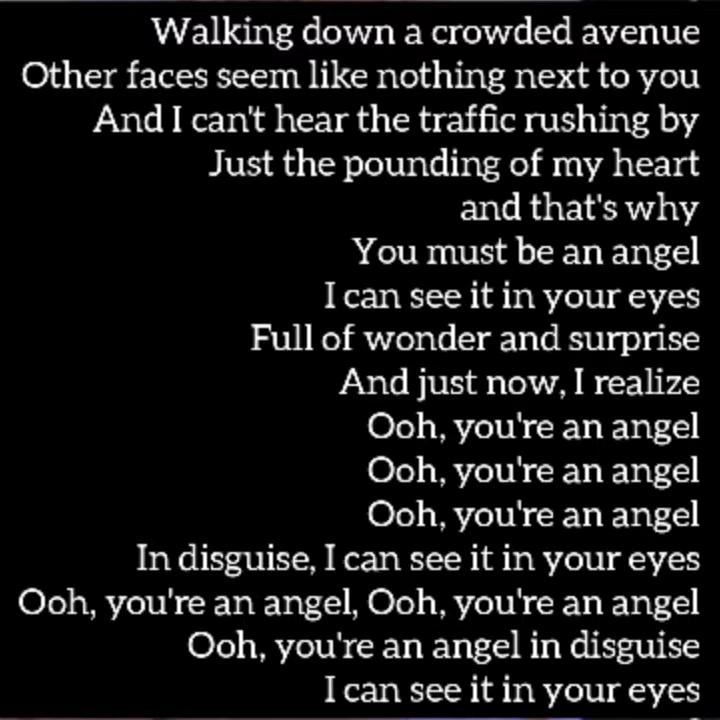 Walking down a crowded avenue
Other faces seem like nothing next to you
And I can't hear the traffic rushing by
Just the pounding of my heart
and that's why
You must be an angel
I can see it in your eyes
Full of wonder and surprise
And just now, I realize
Ooh, you're an angel
Ooh, you're an angel
Ooh, you're an angel
In disguise, I can see it in your eyes
Ooh, you're an angel, Ooh, you're an angel
Ooh, you're an angel in disguise
I can see it in your eyes